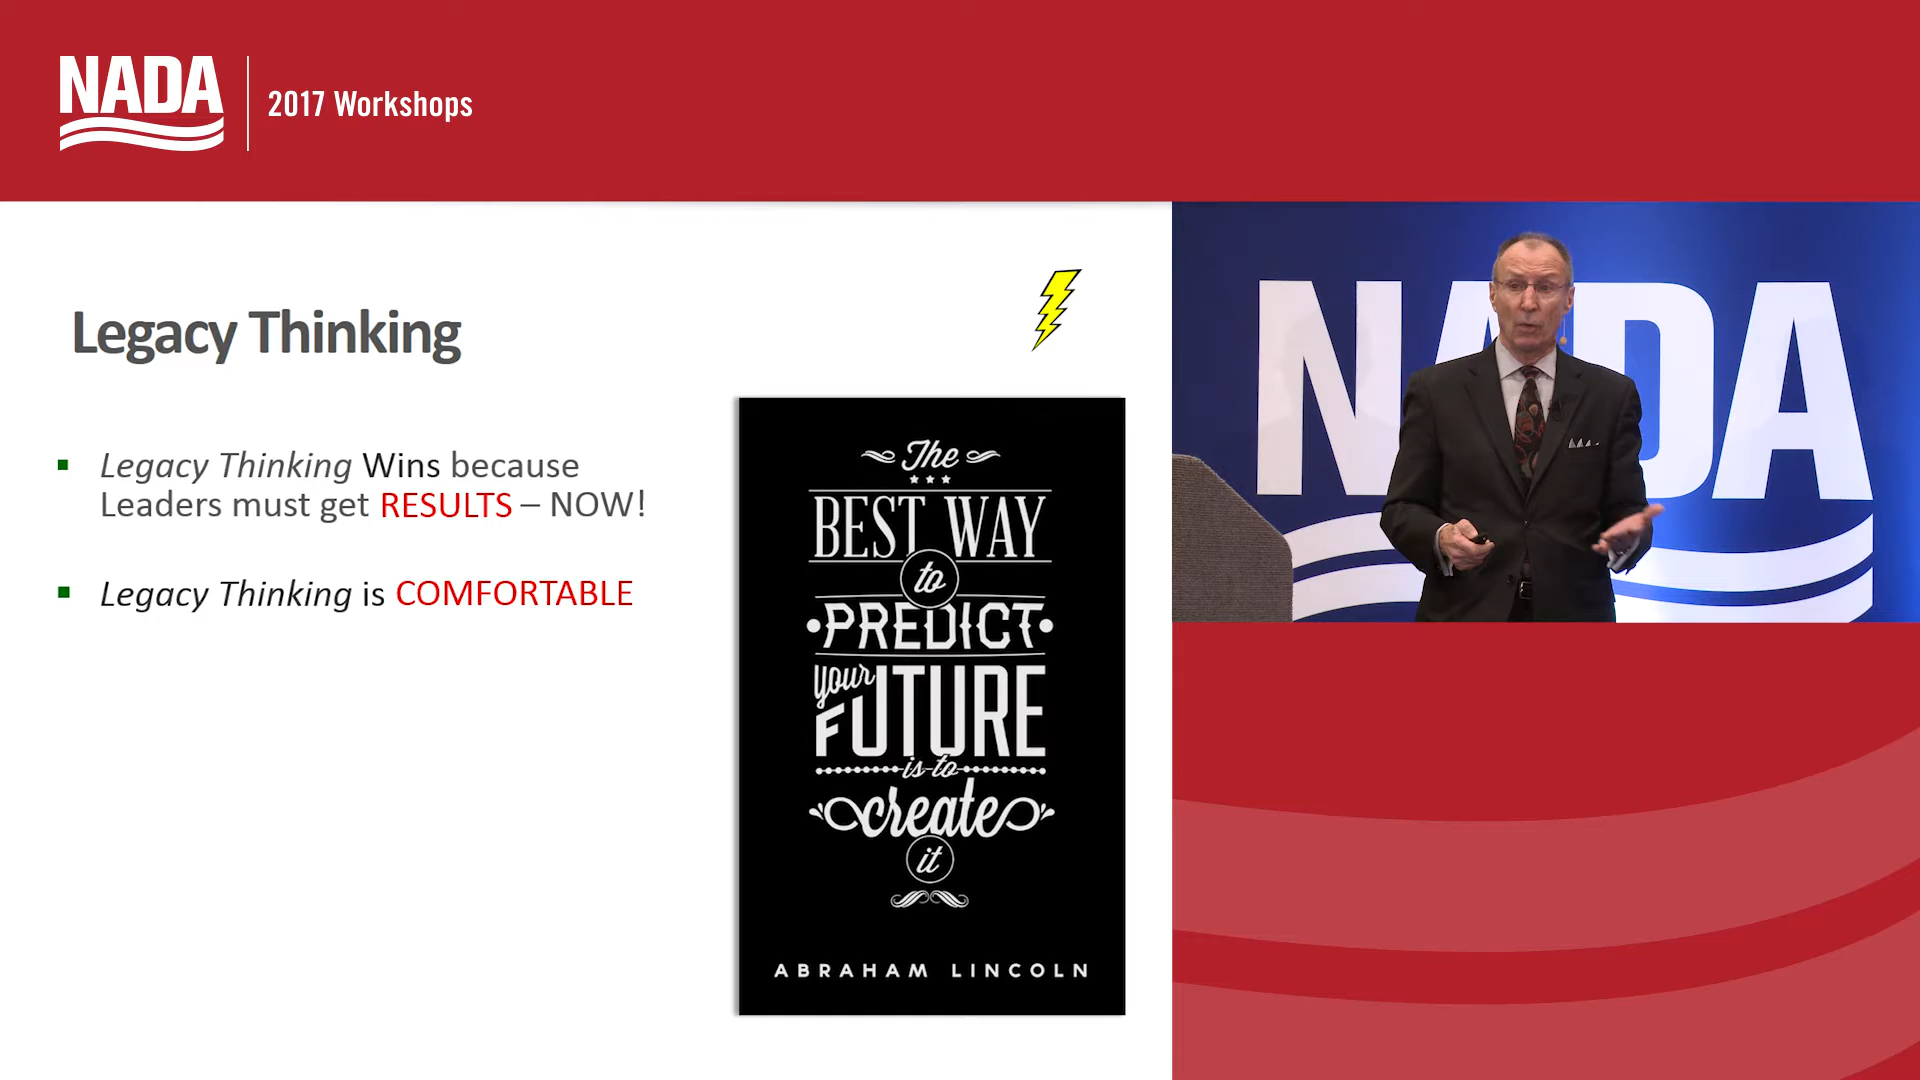 NADA
2017 Workshops
Legacy Thinking
Legacy Thinking Wins because
Leaders must get RESULTS – NOW!
Legacy Thinking is COMFORTABLE
The
BEST WAY
to
PREDICT
your
FUTURE
is to
create
it
ABRAHAM LINCOLN
NADA